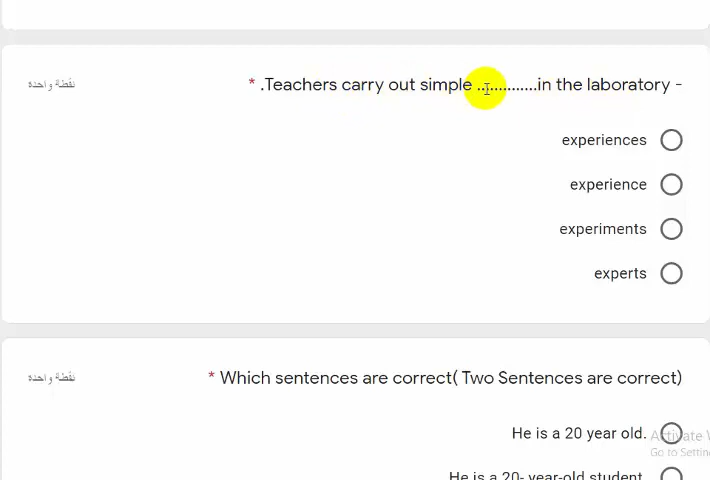 * .Teachers carry out simple ............in the laboratory -
نقطة واحدة
experiences
experience
experiments
experts
* Which sentences are correct( Two Sentences are correct)
نقطة واحدة
He is a 20 year old.
Activate
Go to Settin
He is a 20- year-old student